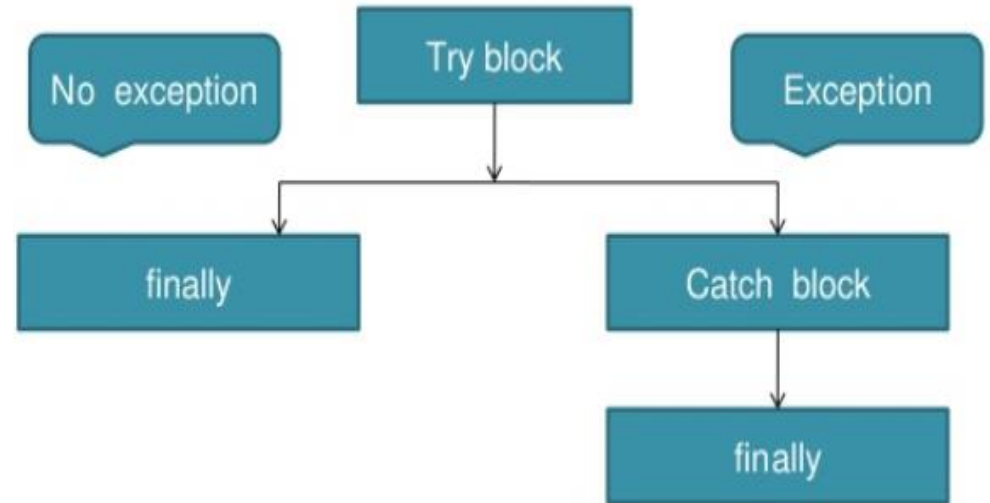 Try block
No exception
Exception
finally
Catch block
finally